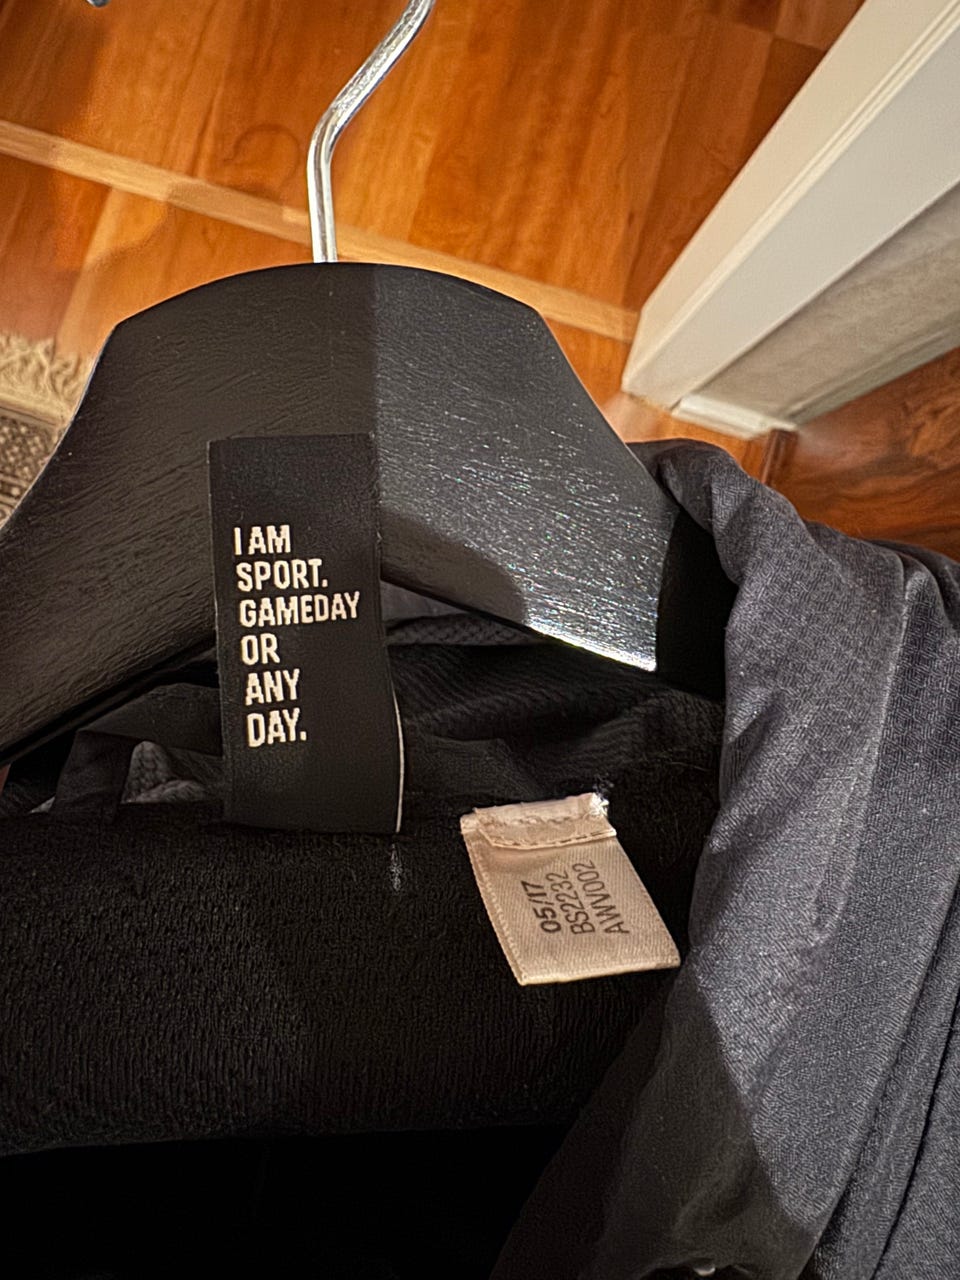 I AM
SPORT.
GAMEDAY
OR
ANY
DAY.
05/17
BS2232
AWV002